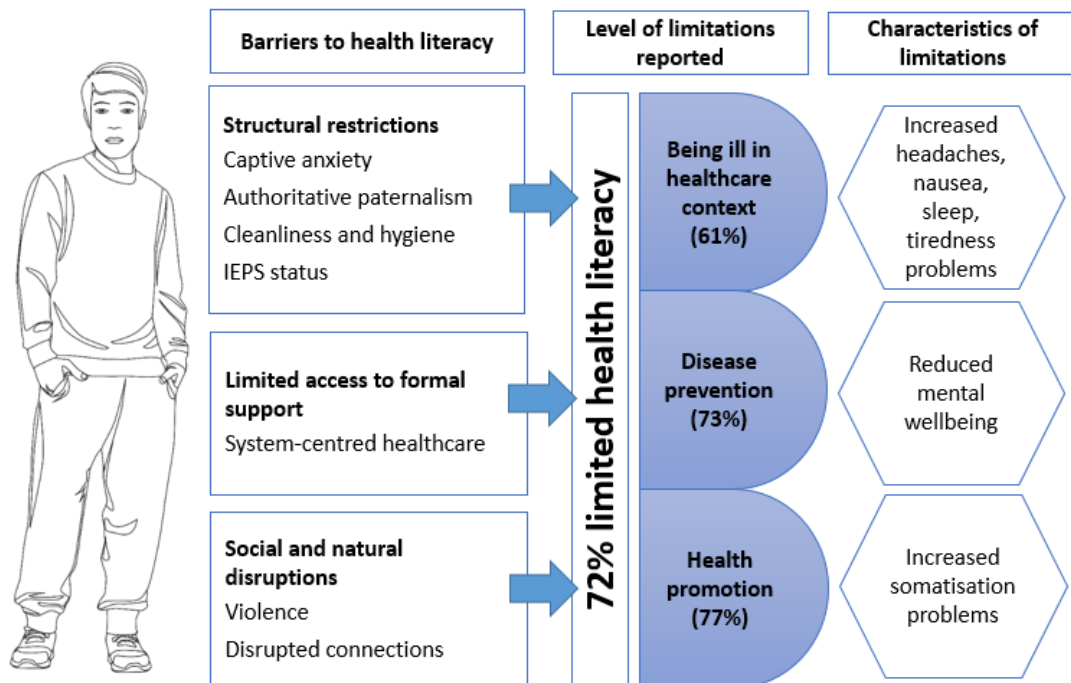 Barriers to health literacy
Level of limitations
reported
Characteristics of
limitations
Structural restrictions
Captive anxiety
Authoritative paternalism
Cleanliness and hygiene
IEPS status
Limited access to formal
support
System-centred healthcare
Social and natural
disruptions
Violence
Disrupted connections
72% limited health literacy
Being ill in
healthcare
context
(61%)
Disease
prevention
(73%)
Health
promotion
(77%)
Increased
headaches,
nausea,
sleep,
tiredness
problems
Reduced
mental
wellbeing
Increased
somatisation
problems